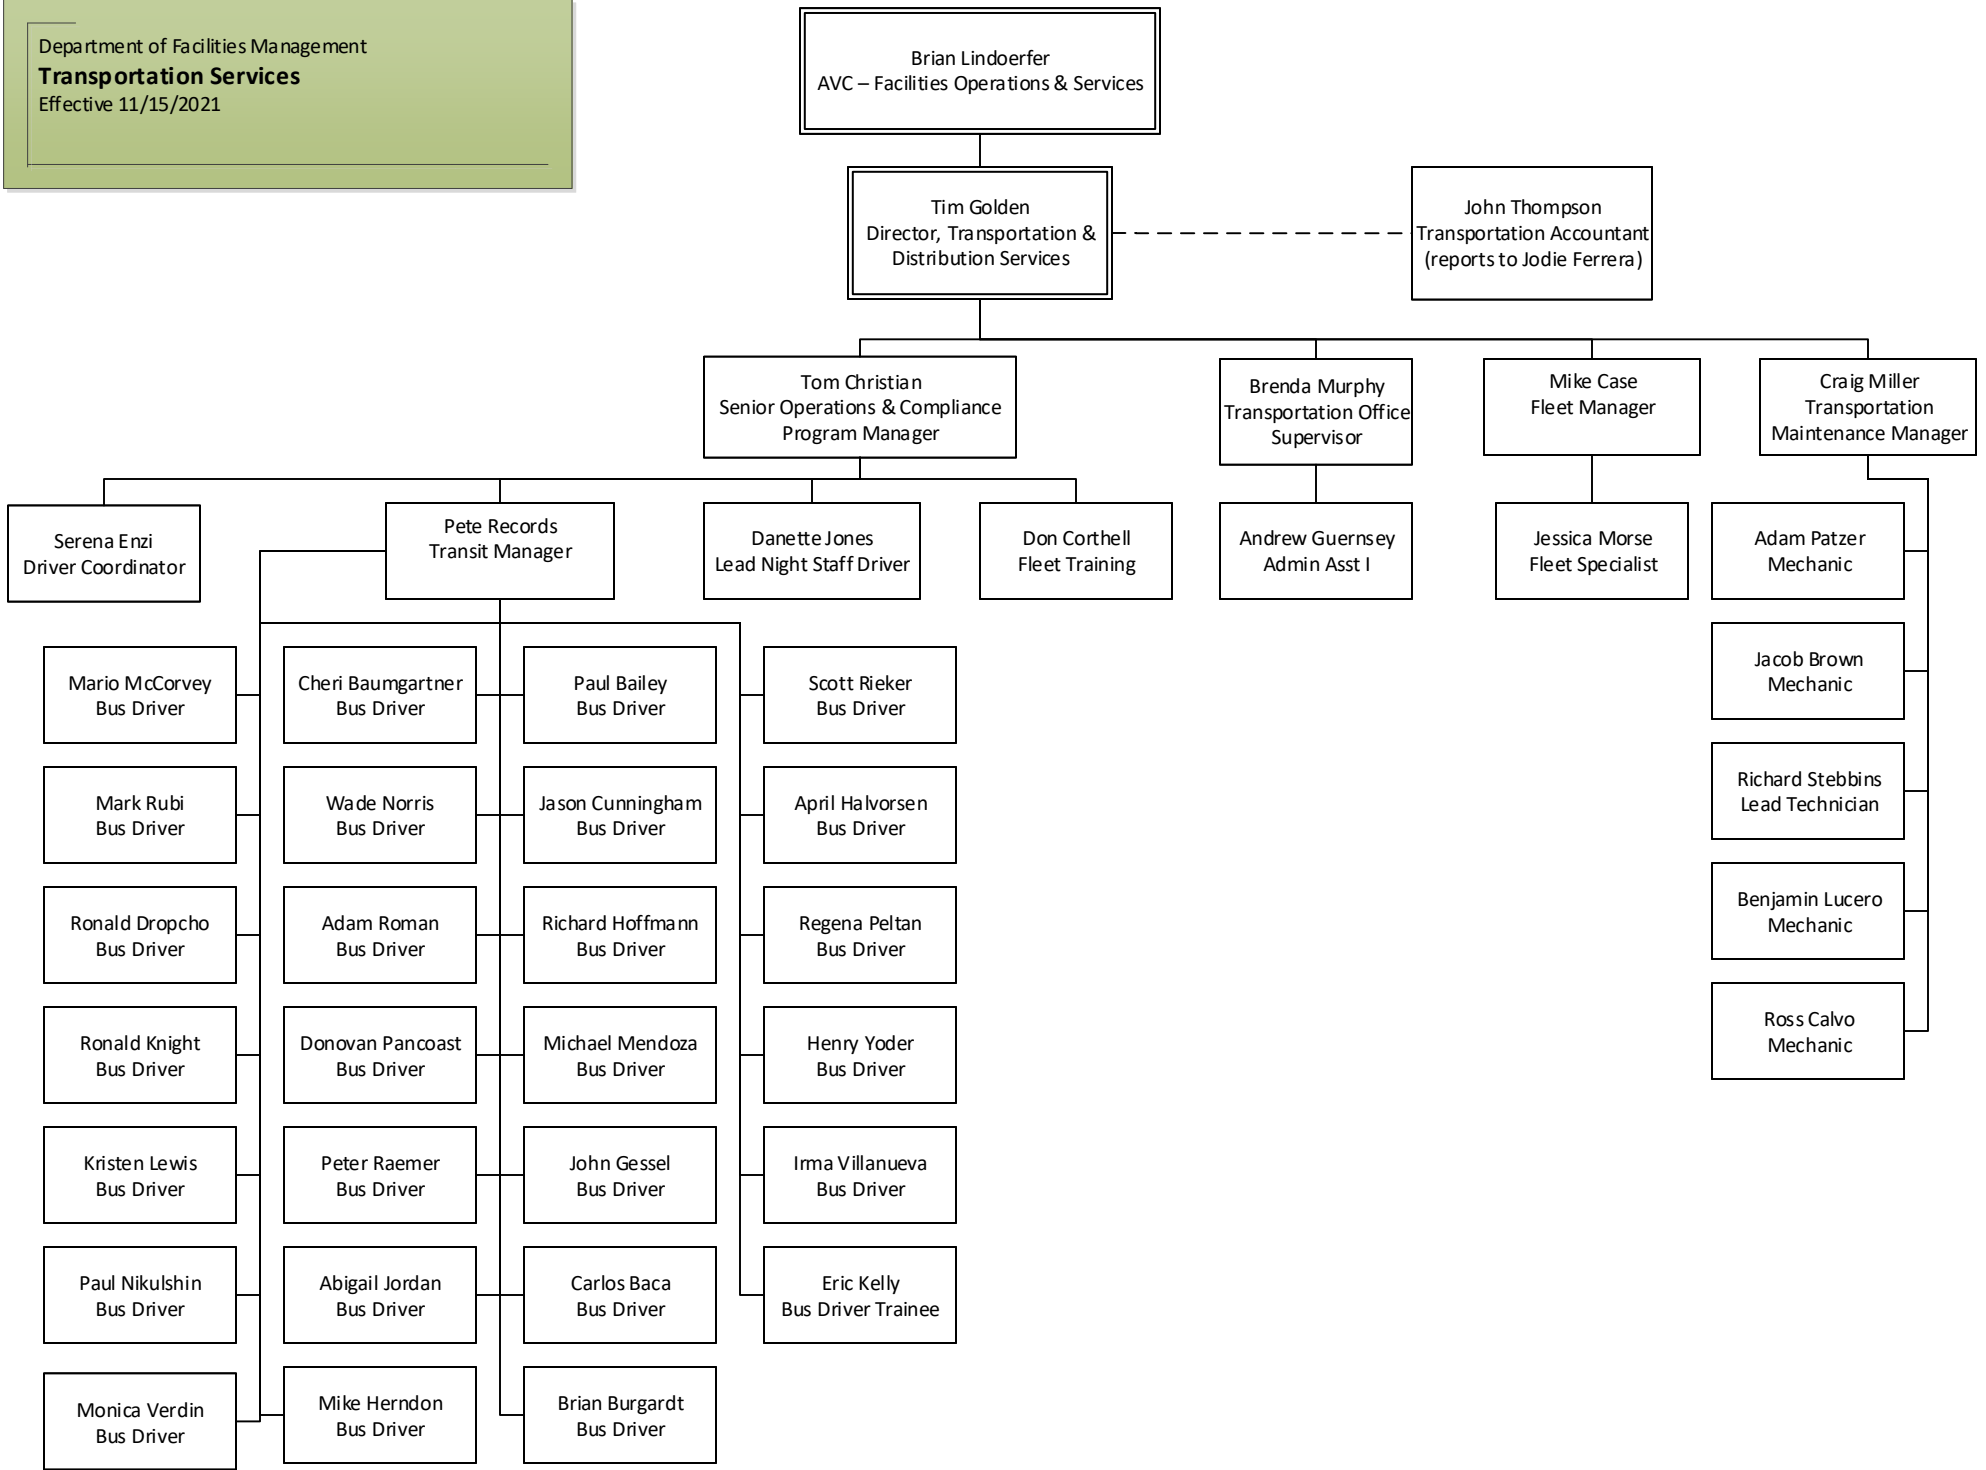 Department of Facilities Management
Transportation Services
Effective 11/15/2021
Brian Lindoerfer
AVC – Facilities Operations & Services
Tim Golden
Director, Transportation &
Distribution Services
John Thompson
Transportation Accountant
(reports to Jodie Ferrera)
Tom Christian
Senior Operations & Compliance
Program Manager
Brenda Murphy
Transportation Office
Supervisor
Mike Case
Fleet Manager
Craig Miller
Transportation
Maintenance Manager
Serena Enzi
Driver Coordinator
Pete Records
Transit Manager
Danette Jones
Lead Night Staff Driver
Don Corthell
Fleet Training
Andrew Guernsey
Admin Asst I
Jessica Morse
Fleet Specialist
Adam Patzer
Mechanic
Jacob Brown
Mechanic
Richard Stebbins
Lead Technician
Benjamin Lucero
Mechanic
Ross Calvo
Mechanic
Mario McCorvey
Bus Driver
Cheri Baumgartner
Bus Driver
Paul Bailey
Bus Driver
Scott Rieker
Bus Driver
Mark Rubi
Bus Driver
Wade Norris
Bus Driver
Jason Cunningham
Bus Driver
April Halvorsen
Bus Driver
Ronald Dropcho
Bus Driver
Adam Roman
Bus Driver
Richard Hoffmann
Bus Driver
Regena Peltan
Bus Driver
Ronald Knight
Bus Driver
Donovan Pancoast
Bus Driver
Michael Mendoza
Bus Driver
Henry Yoder
Bus Driver
Kristen Lewis
Bus Driver
Peter Raemer
Bus Driver
John Gessel
Bus Driver
Irma Villanueva
Bus Driver
Paul Nikulshin
Bus Driver
Abigail Jordan
Bus Driver
Carlos Baca
Bus Driver
Eric Kelly
Bus Driver Trainee
Monica Verdin
Bus Driver
Mike Herndon
Bus Driver
Brian Burgardt
Bus Driver